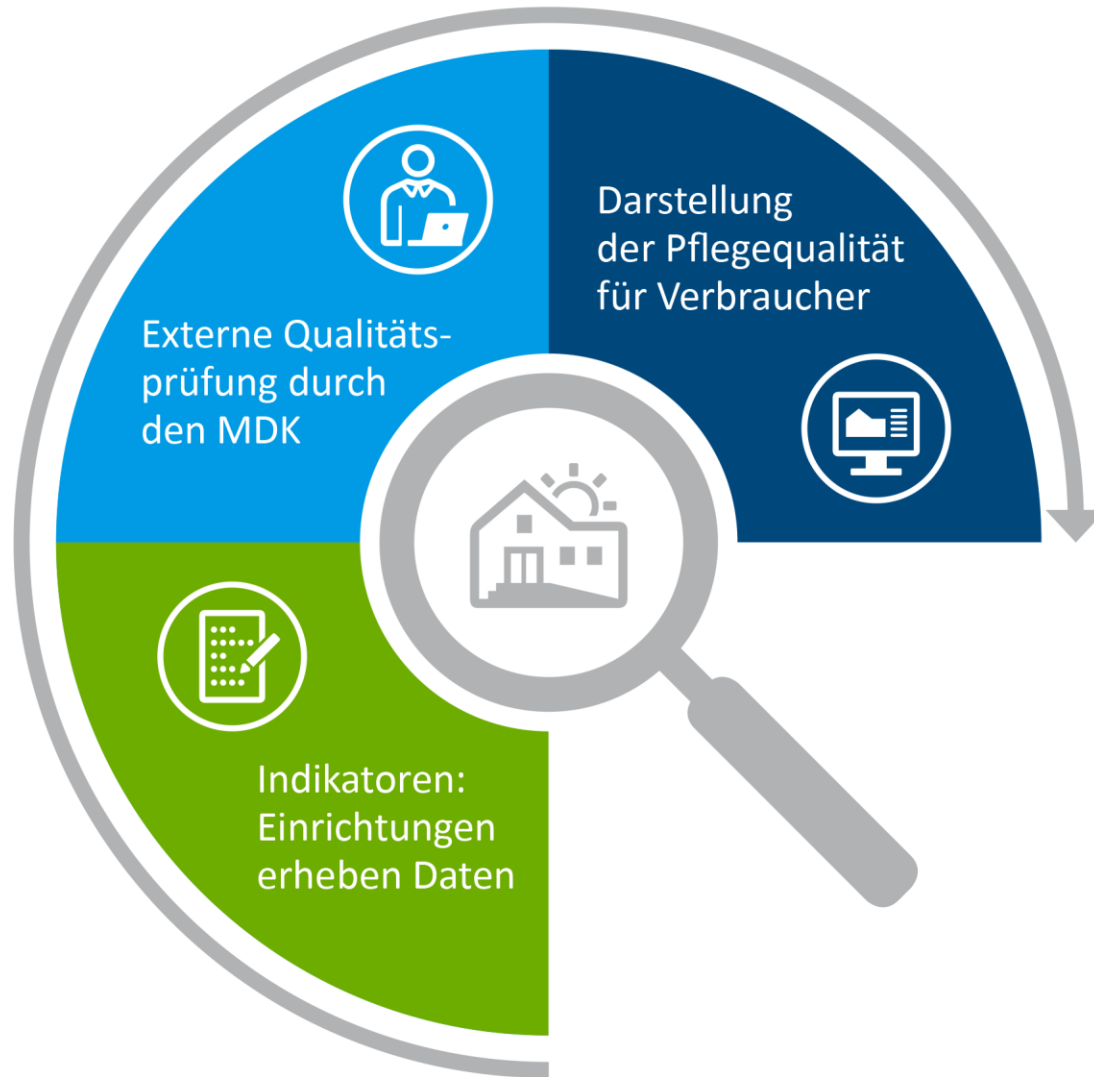 Externe Qualitäts-
prüfung durch
den MDK
Darstellung
der Pflegequalität
für Verbraucher
Indikatoren:
Einrichtungen
erheben Daten